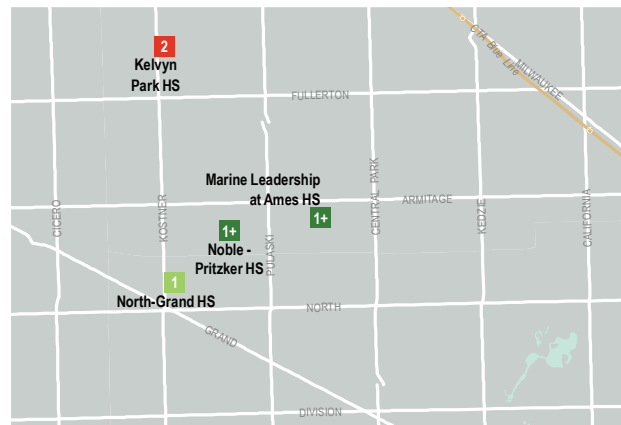 2
Kelvyn
Park HS
CTA Blue Line
MILWAUKEE
FULLERTON
Marine Leadership
at Ames HS
1+
CICERO
KOSTNER
PULASKI
CENTRAL PARK
ARMITAGE
KEDZIE
CALIFORNIA
1+
Noble -
Pritzker HS
1
North-Grand HS
NORTH
GRAND
DIVISION